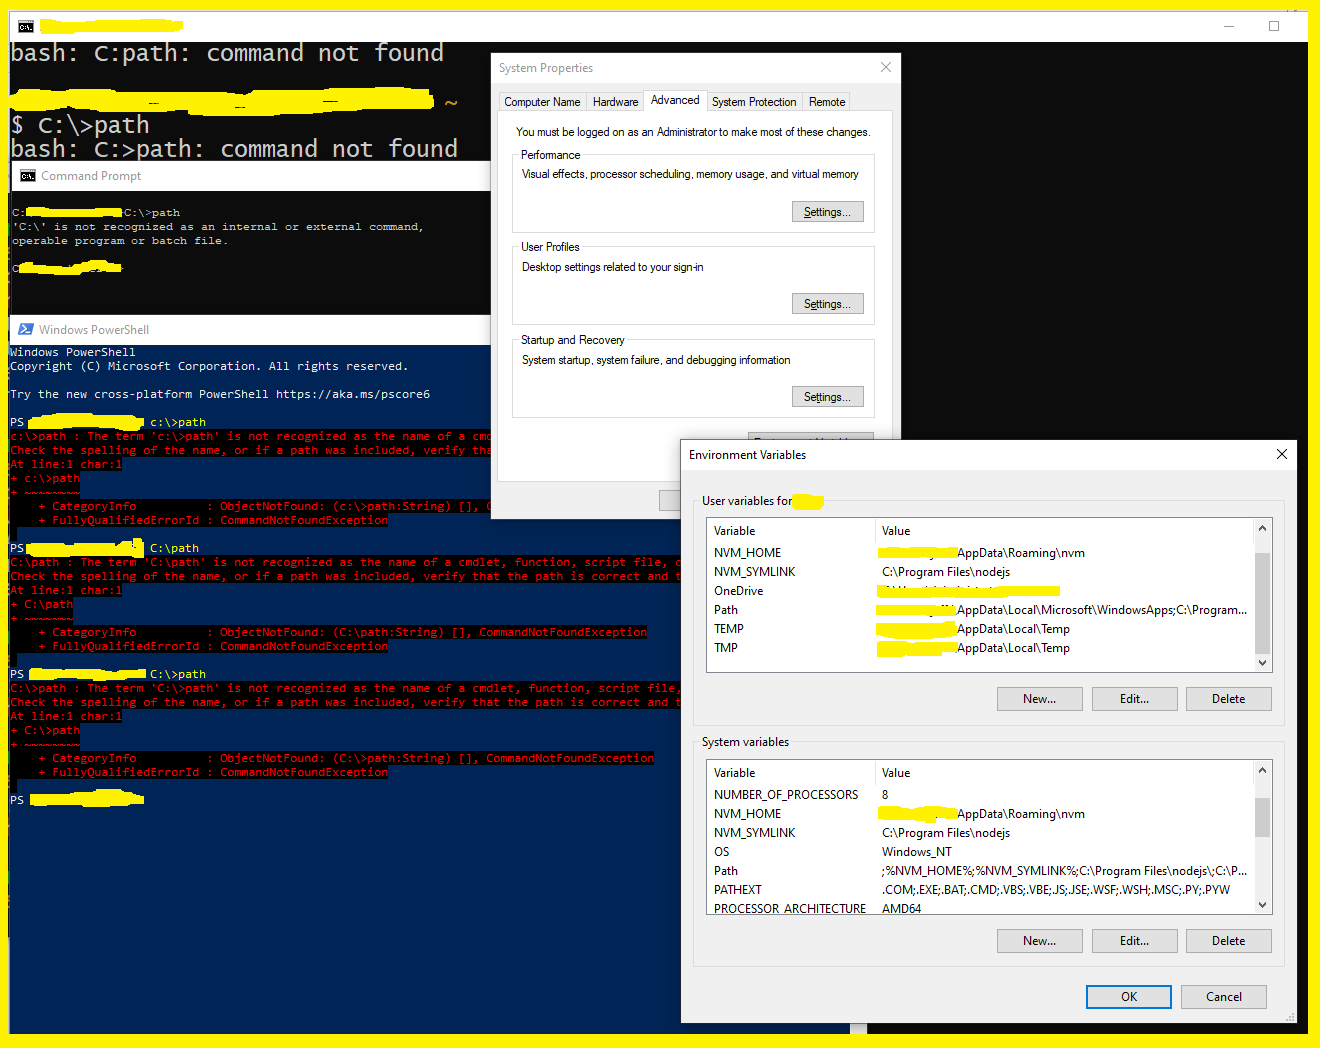 bash: C:path: command not found
~
$ C:\>path
bash: C:>path: command not found
Command Prompt
C: C:\>path
'C:\' is not recognized as an internal or external command,
operable program or batch file.
C
Windows PowerShell
Windows PowerShell
Copyright (C) Microsoft Corporation. All rights reserved.
Try the new cross-platform PowerShell https://aka.ms/pscore6
PS c:\>path
c:\>path : The term 'c:\>path' is not recognized as the name of a cmd
Check the spelling of the name, or if a path was included, verify tha
At line:1 char:1
+ c:\>path
+ ~~~~~~~~
+ CategoryInfo : ObjectNotFound: (c:\>path:String) [], C
+ FullyQualifiedErrorId : CommandNotFoundException
PS C:\path
C:\path : The term 'C:\path' is not recognized as the name of a cmdlet, function, script file, o
Check the spelling of the name, or if a path was included, verify that the path is correct and t
At line:1 char:1
+ C:\path
+ ~~~~~~~
+ CategoryInfo : ObjectNotFound: (C:\path:String) [], CommandNotFoundException
+ FullyQualifiedErrorId : CommandNotFoundException
PS C:\>path
C:\>path : The term 'C:\>path' is not recognized as the name of a cmdlet, function, script file,
Check the spelling of the name, or if a path was included, verify that the path is correct and t
At line:1 char:1
+ C:\>path
+ ~~~~~~~~
+ CategoryInfo : ObjectNotFound: (C:\>path:String) [], CommandNotFoundException
+ FullyQualifiedErrorId : CommandNotFoundException
PS
System Properties
Computer Name Hardware Advanced System Protection Remote
You must be logged on as an Administrator to make most of these changes.
Performance
Visual effects, processor scheduling, memory usage, and virtual memory
Settings...
User Profiles
Desktop settings related to your sign-in
Settings...
Startup and Recovery
System startup, system failure, and debugging information
Settings...
Environment Variables
User variables for
Variable Value
NVM_HOME AppData\Roaming\nvm
NVM_SYMLINK C:\Program Files\nodejs
OneDrive
Path \AppData\Local\Microsoft\WindowsApps;C:\Program...
TEMP AppData\Local\Temp
TMP AppData\Local\Temp
New... Edit... Delete
System variables
Variable Value
NUMBER_OF_PROCESSORS 8
NVM_HOME AppData\Roaming\nvm
NVM_SYMLINK C:\Program Files\nodejs
OS Windows_NT
Path ;%NVM_HOME%;%NVM_SYMLINK%;C:\Program Files\nodejs\;C:\P...
PATHEXT .COM;.EXE;.BAT;.CMD;.VBS;.VBE;.JS;.JSE;.WSF;.WSH;.MSC;.PY;.PYW
PROCESSOR_ARCHITECTURE AMD64
New... Edit... Delete
OK Cancel